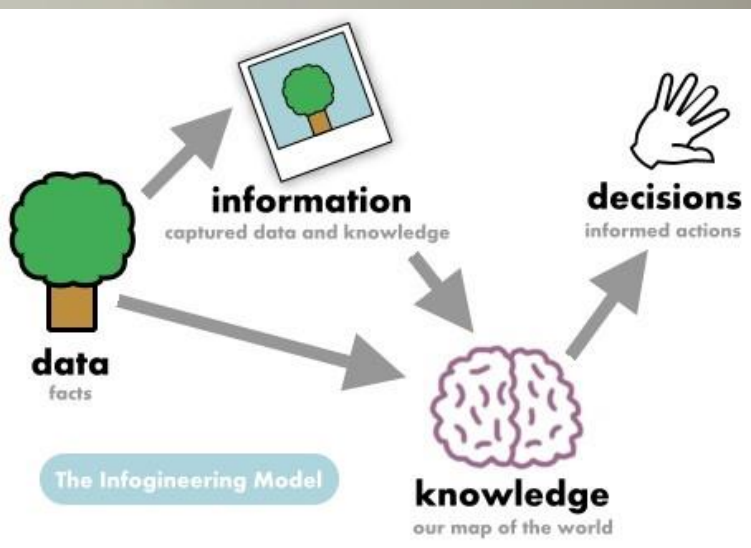 information
captured data and knowledge
decisions
informed actions
data
facts
The Infogineering Model
knowledge
our map of the world